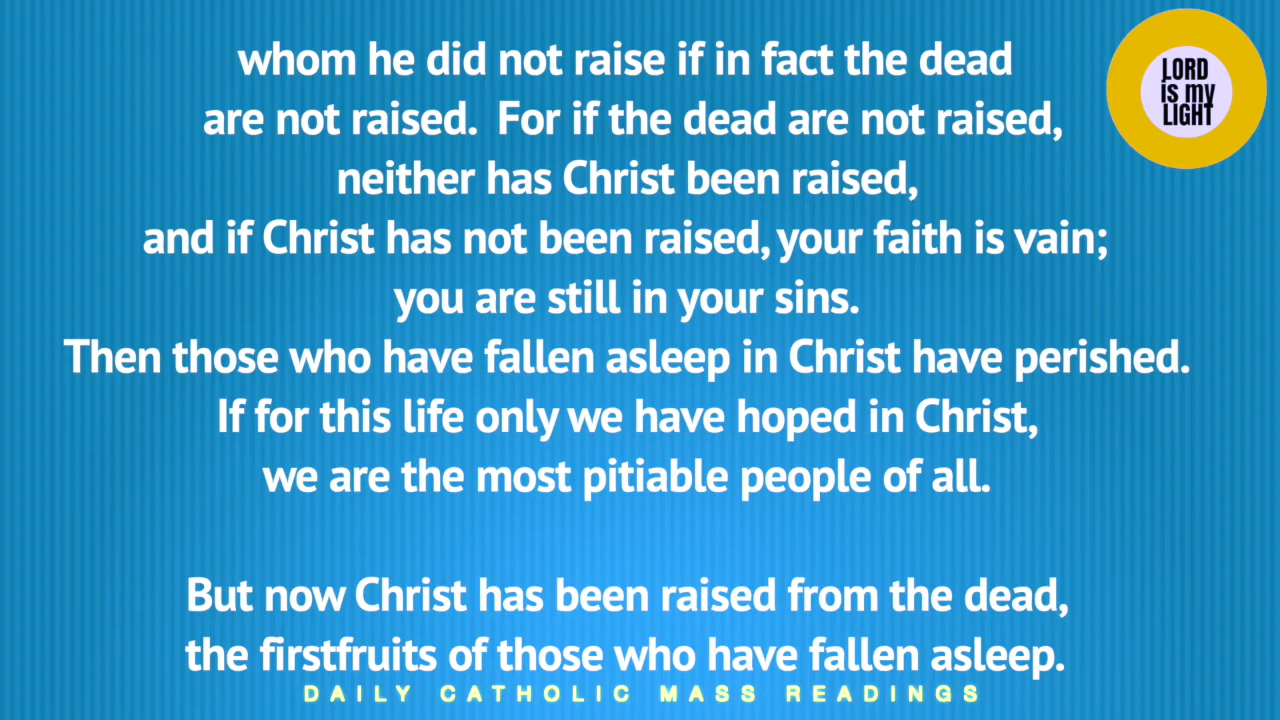 whom he did not raise if in fact the dead
are not raised.  For if the dead are not raised,
neither has Christ been raised,
and if Christ has not been raised, your faith is vain;
you are still in your sins.
Then those who have fallen asleep in Christ have perished.
If for this life only we have hoped in Christ,
we are the most pitiable people of all.
But now Christ has been raised from the dead,
the firstfruits of those who have fallen asleep.
DAILY CATHOLIC MASS READINGS
LORD
is my
LIGHT